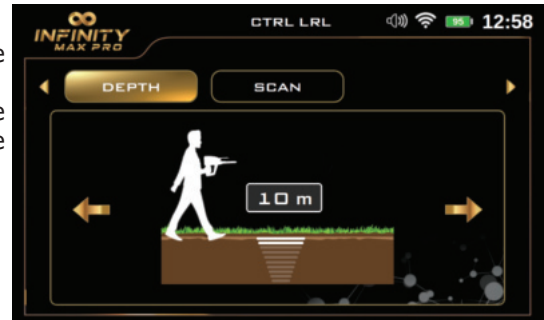 INFINITY
MAX PRO
CTRL LRL
95
12:58
DEPTH
SCAN
10 m
e
e
e